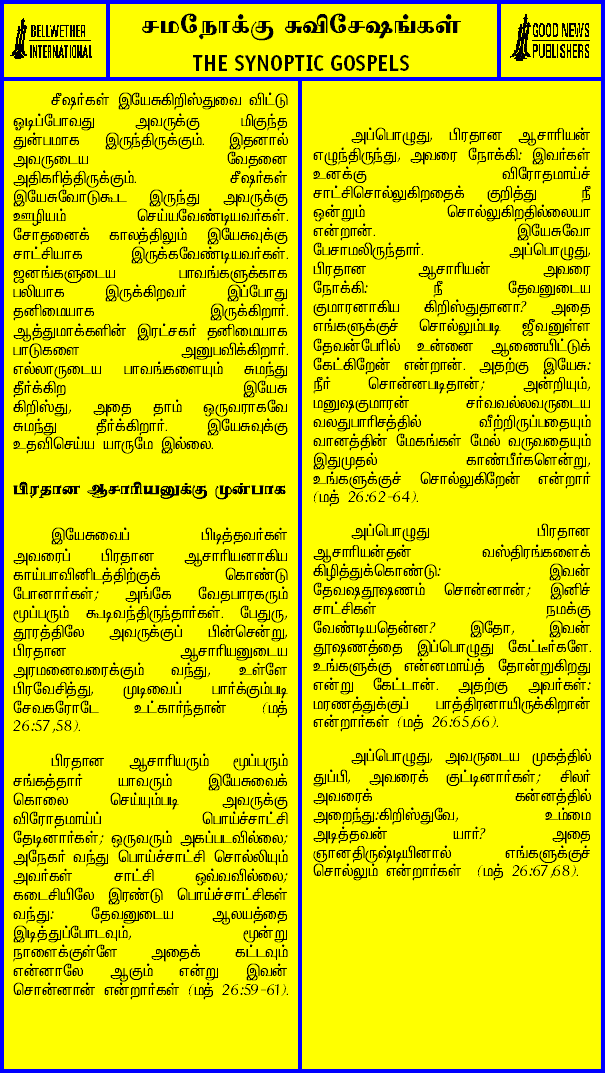 BELLWETHER
INTERNATIONAL
சமநோக்கு சுவிசேஷங்கள்
THE SYNOPTIC GOSPELS
GOOD NEWS
PUBLISHERS
சீஷர்கள் இயேசுகிறிஸ்துவை விட்டு
ஓடிப்போவது அவருக்கு மிகுந்த
துன்பமாக இருந்திருக்கும். இதனால்
அவருடைய வேதனை
அதிகரித்திருக்கும். சீஷர்கள்
இயேசுவோடுகூட இருந்து அவருக்கு
ஊழியம் செய்யவேண்டியவர்கள்.
சோதனைக் காலத்திலும் இயேசுவுக்கு
சாட்சியாக இருக்கவேண்டியவர்கள்.
ஜனங்களுடைய பாவங்களுக்காக
பலியாக இருக்கிறவர் இப்போது
தனிமையாக இருக்கிறார்.
ஆத்துமாக்களின் இரட்சகர் தனிமையாக
பாடுகளை அனுபவிக்கிறார்.
எல்லாருடைய பாவங்களையும் சுமந்து
தீர்க்கிற இயேசு
கிறிஸ்து, அதை தாம் ஒருவராகவே
சுமந்து தீர்க்கிறார். இயேசுவுக்கு
உதவிசெய்ய யாருமே இல்லை.
பிரதான ஆசாரியனுக்கு முன்பாக
இயேசுவைப் பிடித்தவர்கள்
அவரைப் பிரதான ஆசாரியனாகிய
காய்பாவினிடத்திற்குக் கொண்டு
போனார்கள்; அங்கே வேதபாரகரும்
மூப்பரும் கூடிவந்திருந்தார்கள். பேதுரு,
தூரத்திலே அவருக்குப் பின்சென்று,
பிரதான ஆசாரியனுடைய
அரமனைவரைக்கும் வந்து, உள்ளே
பிரவேசித்து, முடிவைப் பார்க்கும்படி
சேவகரோடே உட்கார்ந்தான் (மத்
26:57,58).
பிரதான ஆசாரியரும் மூப்பரும்
சங்கத்தார் யாவரும் இயேசுவைக்
கொலை செய்யும்படி அவருக்கு
விரோதமாய்ப் பொய்ச்சாட்சி
தேடினார்கள்; ஒருவரும் அகப்படவில்லை;
அநேகர் வந்து பொய்ச்சாட்சி சொல்லியும்
அவர்கள் சாட்சி ஒவ்வவில்லை;
கடைசியிலே இரண்டு பொய்ச்சாட்சிகள்
வந்து: தேவனுடைய ஆலயத்தை
இடித்துப்போடவும், மூன்று
நாளைக்குள்ளே அதைக் கட்டவும்
என்னாலே ஆகும் என்று இவன்
சொன்னான் என்றார்கள் (மத் 26:59-61).
அப்பொழுது, பிரதான ஆசாரியன்
எழுந்திருந்து, அவரை நோக்கி: இவர்கள்
உனக்கு விரோதமாய்ச்
சாட்சிசொல்லுகிறதைக் குறித்து நீ
ஒன்றும் சொல்லுகிறதில்லையா
என்றான். இயேசுவோ
பேசாமலிருந்தார். அப்பொழுது,
பிரதான ஆசாரியன் அவரை
நோக்கி: நீ தேவனுடைய
குமாரனாகிய கிறிஸ்துதானா? அதை
எங்களுக்குச் சொல்லும்படி ஜீவனுள்ள
தேவன்பேரில் உன்னை ஆணையிட்டுக்
கேட்கிறேன் என்றான். அதற்கு இயேசு:
நீர் சொன்னபடிதான்; அன்றியும்,
மனுஷகுமாரன் சர்வவல்லவருடைய
வலதுபாரிசத்தில் வீற்றிருப்பதையும்
வானத்தின் மேகங்கள் மேல் வருவதையும்
இதுமுதல் காண்பீர்களென்று,
உங்களுக்குச் சொல்லுகிறேன் என்றார்
(மத் 26:62-64).
அப்பொழுது பிரதான
ஆசாரியன்தன் வஸ்திரங்களைக்
கிழித்துக்கொண்டு: இவன்
தேவஷதூஷணம் சொன்னான்; இனிச்
சாட்சிகள் நமக்கு
வேண்டியதென்ன? இதோ, இவன்
தூஷணத்தை இப்பொழுது கேட்டீர்களே.
உங்களுக்கு என்னமாய்த் தோன்றுகிறது
என்று கேட்டான். அதற்கு அவர்கள்:
மரணத்துக்குப் பாத்திரனாயிருக்கிறான்
என்றார்கள் (மத் 26:65,66).
அப்பொழுது, அவருடைய முகத்தில்
துப்பி, அவரைக் குட்டினார்கள்; சிலர்
அவரைக் கன்னத்தில்
அறைந்து:கிறிஸ்துவே, உம்மை
அடித்தவன் யார்? அதை
ஞானதிருஷ்டியினால் எங்களுக்குச்
சொல்லும் என்றார்கள் (மத் 26:67,68).